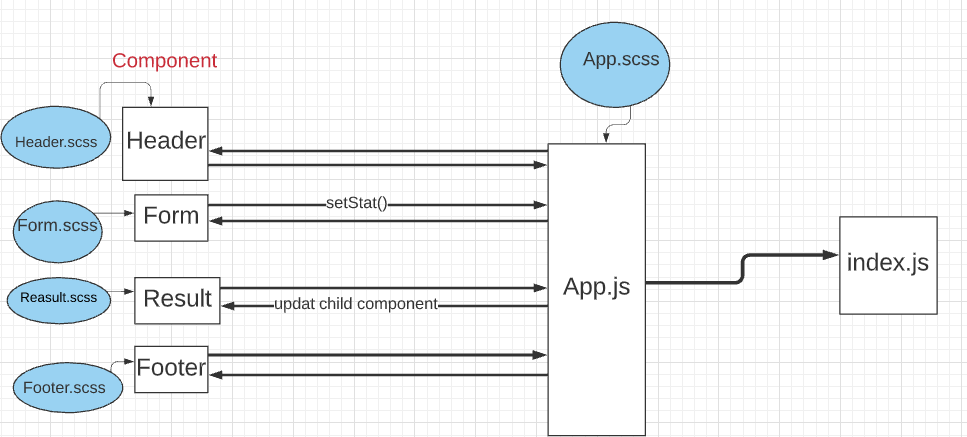 Component
App.scss
Header.scss
Header
Form.scss
Form
setStat()
Reasult.scss
Result
updat child component
App.js
index.js
Footer.scss
Footer